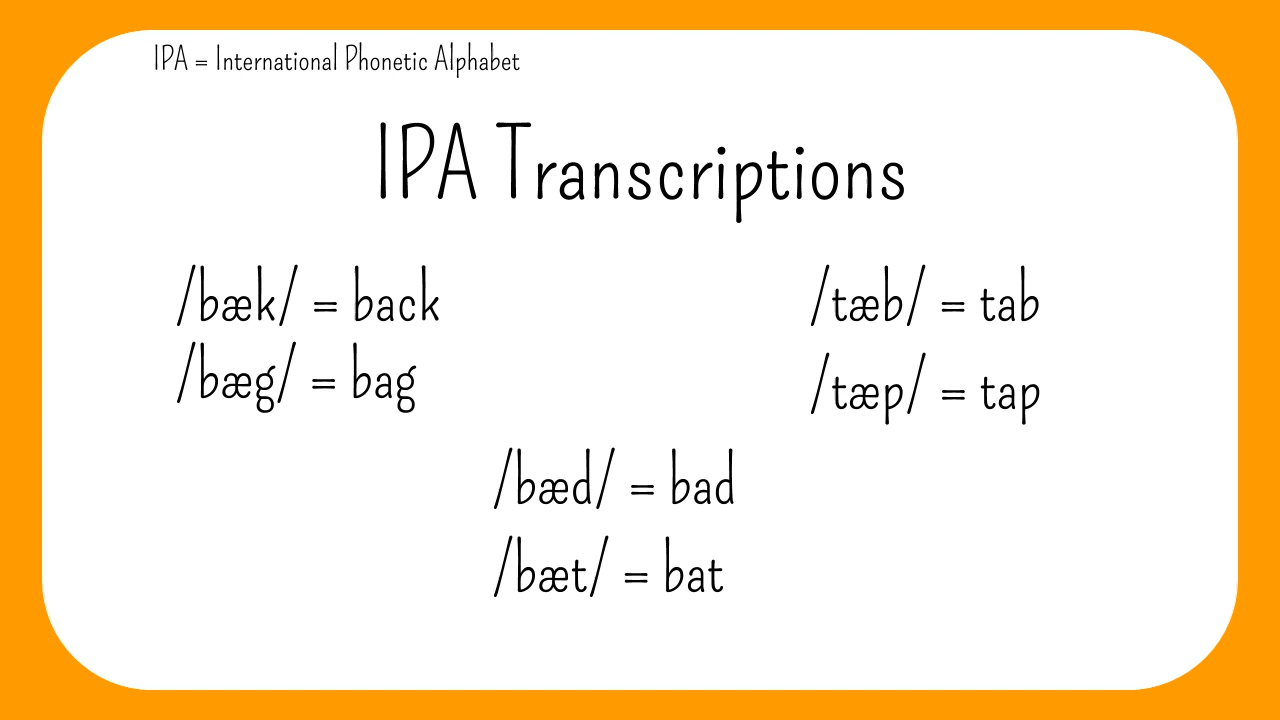 IPA = International Phonetic Alphabet
IPA Transcriptions
/bæk/ = back
/bæg/ = bag
/tæb/ = tab
/tæp/ = tap
/bæd/ = bad
/bæt/ = bat